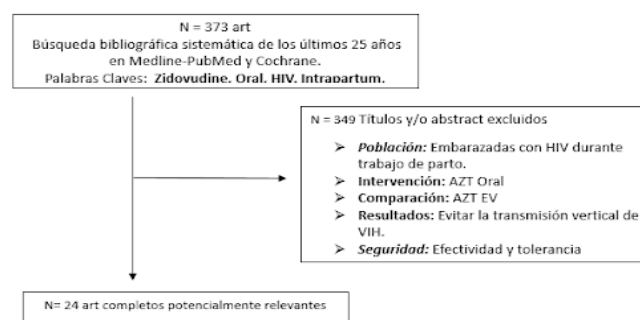 N = 373 art
Búsqueda bibliográfica sistemática de los últimos 25 años
en Medline-PubMed y Cochrane.
Palabras Claves: Zidovudine. Oral. HIV. Intrapartum.
N = 349 Títulos y/o abstract excluidos
➢ Población: Embarazadas con HIV durante
trabajo de parto.
➢ Intervención: AZT Oral
➢ Comparación: AZT EV
➢ Resultados: Evitar la transmisión vertical de
VIH.
➢ Seguridad: Efectividad y tolerancia
N= 24 art completos potencialmente relevantes